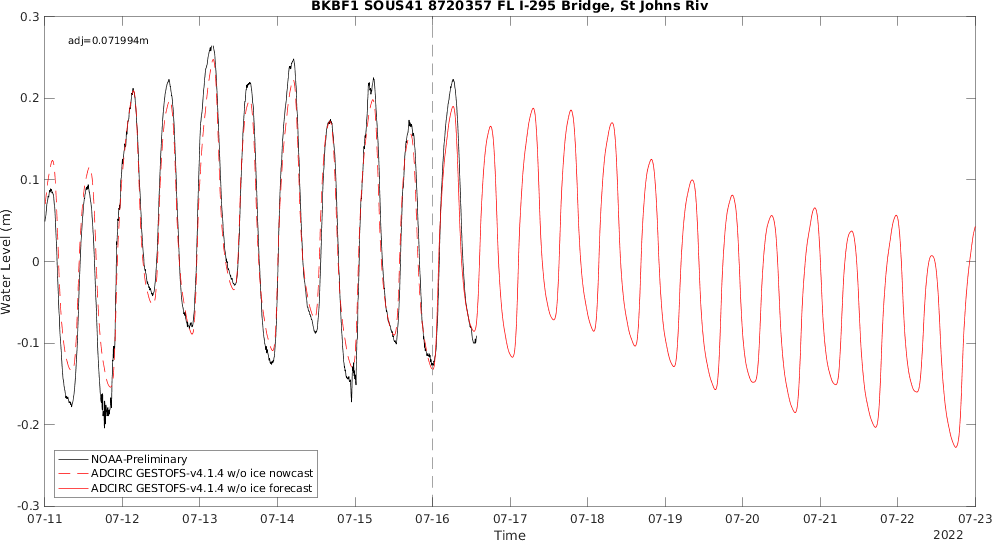 BKBF1 SOUS41 8720357 FL I-295 Bridge, St Johns Riv
adj=0.071994m
0.3
0.2
0.1
0
-0.1
-0.2
-0.3
Water Level (m)
NOAA-Preliminary
ADCIRC GESTOFS-v4.1.4 w/o ice nowcast
ADCIRC GESTOFS-v4.1.4 w/o ice forecast
07-11 07-12 07-13 07-14 07-15 07-16 07-17 07-18 07-19 07-20 07-21 07-22 07-23
Time
2022